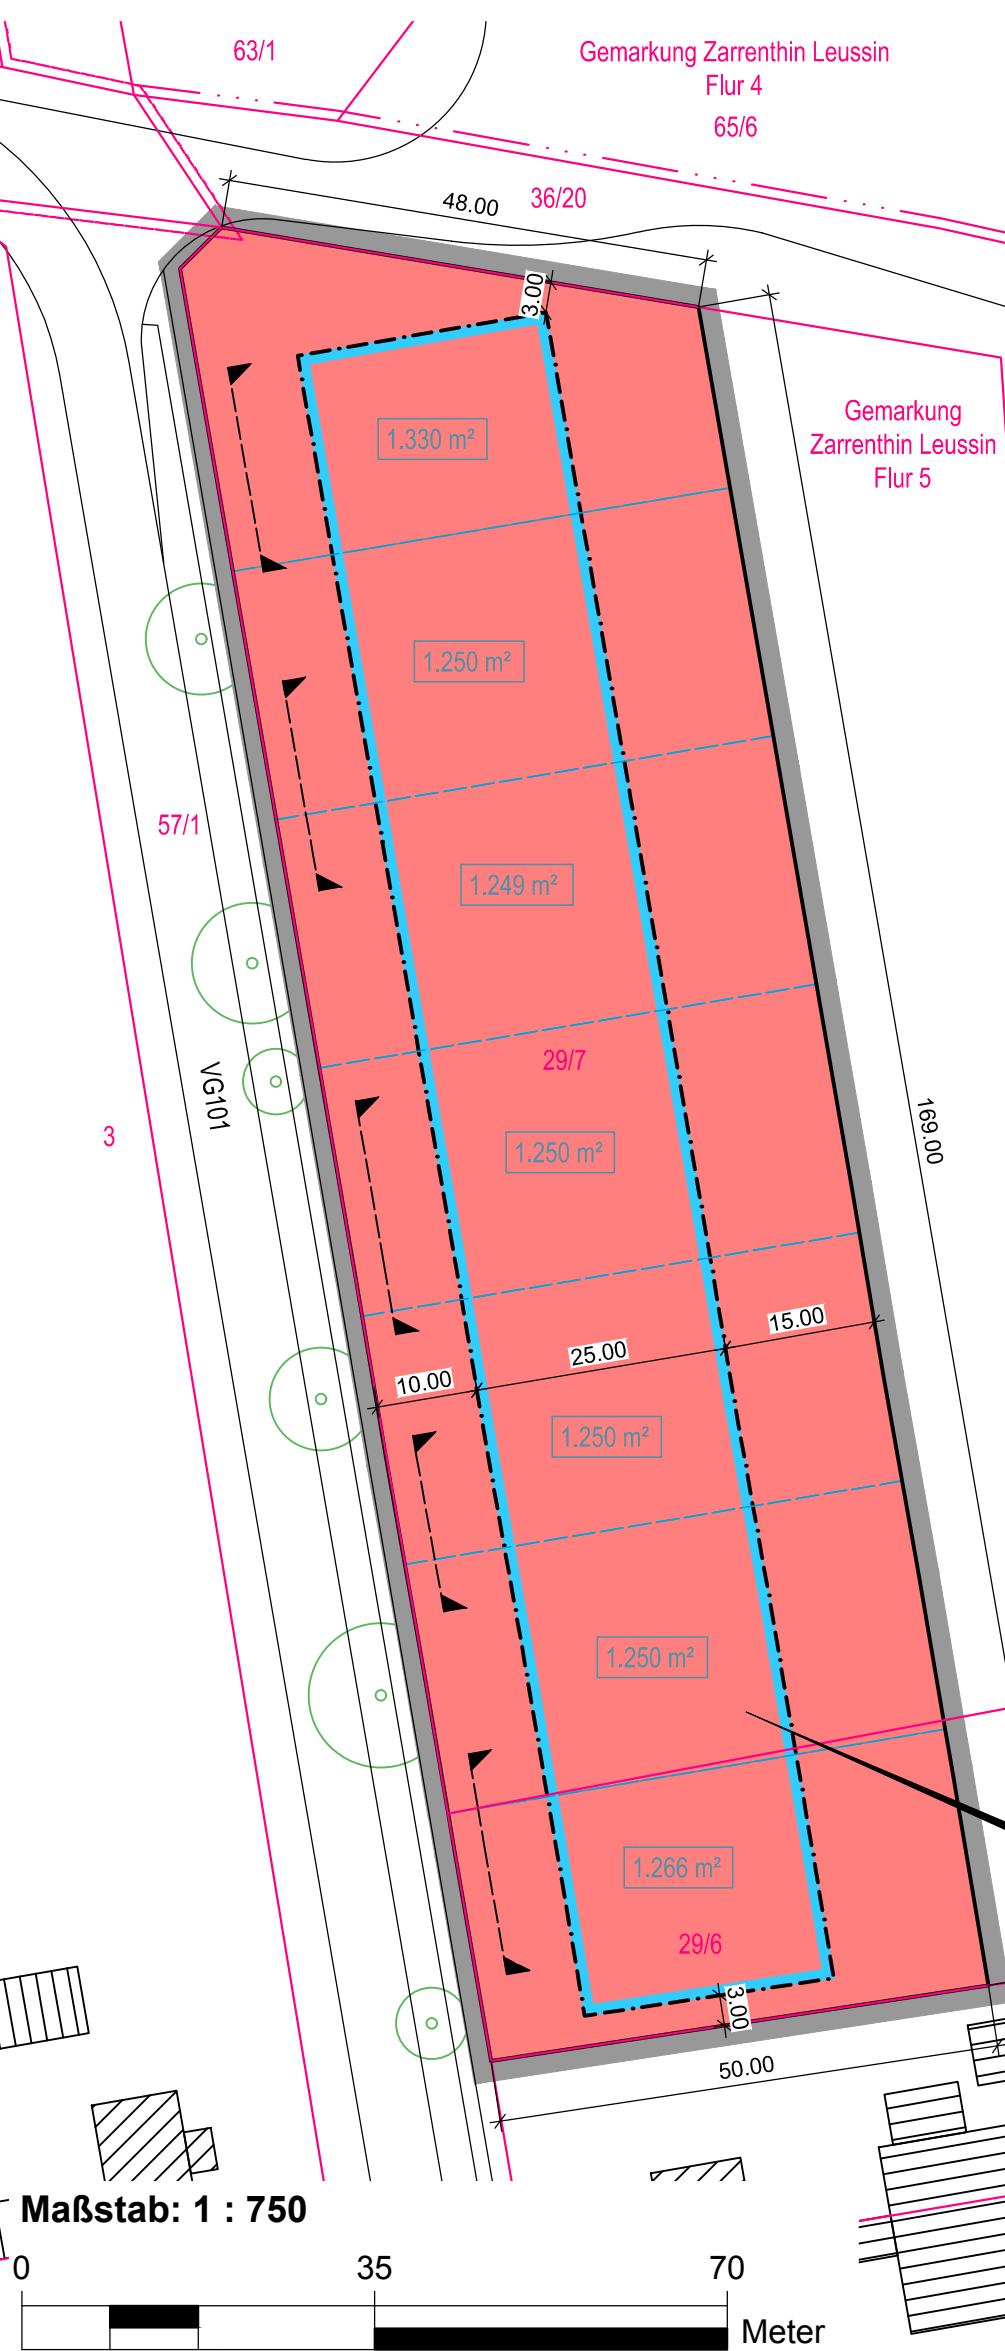 63/1
Gemarkung Zarrenthin Leussin
Flur 4
65/6
36/20
48.00
3.00
Gemarkung
Zarrenthin Leussin
Flur 5
1.330 m²
1.250 m²
57/1
1.249 m²
29/7
VG101
3
1.250 m²
169.00
15.00
25.00
10.00
1.250 m²
1.250 m²
1.266 m²
29/6
3.00
50.00
Maßstab: 1 : 750
0 35 70
Meter